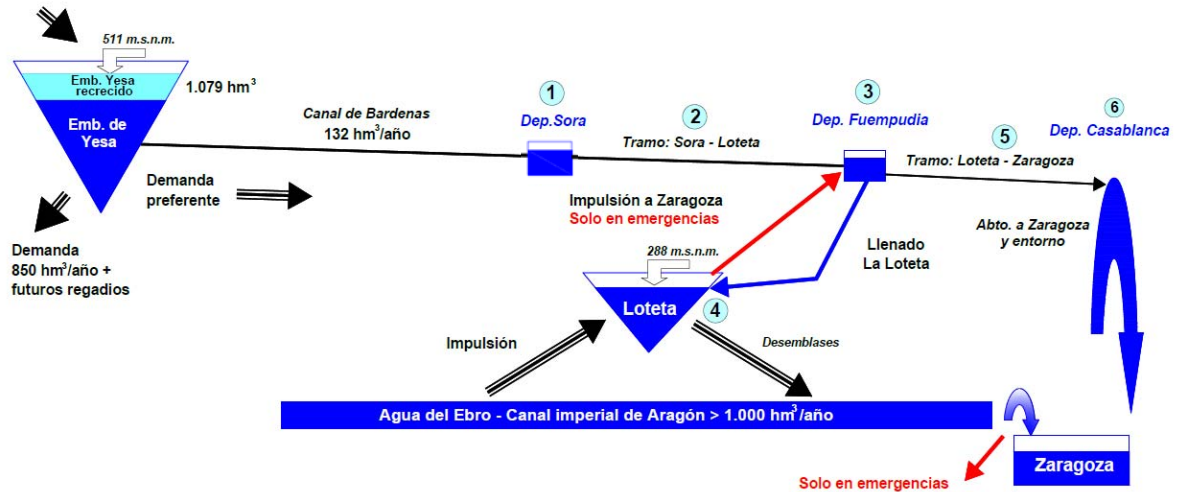 511 m.s.n.m.
Emb. Yesa
recrecido
1.079 hm³
Emb. de
Yesa
Canal de Bardenas
132 hm³/año
1
Dep.Sora
2
Tramo: Sora - Loteta
3
Dep. Fuempudia
5
Tramo: Loteta - Zaragoza
6
Dep. Casablanca
Demanda
preferente
Demanda
850 hm³/año +
futuros regadios
Impulsión a Zaragoza
Solo en emergencias
Abto. a Zaragoza
y entorno
288 m.s.n.m.
Llenado
La Loteta
Loteta
4
Impulsión
Desemblases
Agua del Ebro - Canal imperial de Aragón > 1.000 hm³/año
Solo en emergencias
Zaragoza